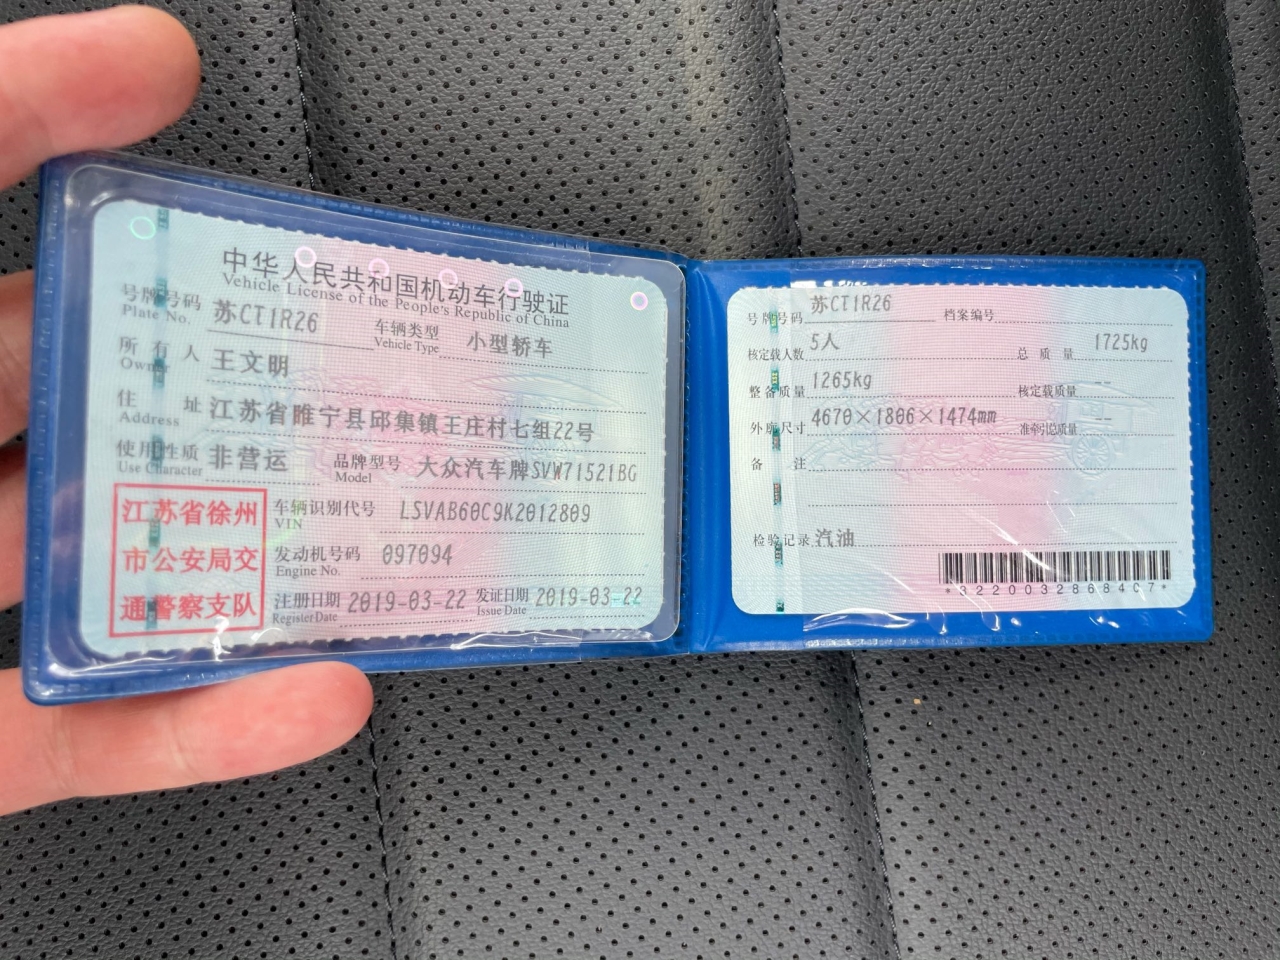 中华人民共和国机动车行驶证
Vehicle License of the People's Republic of China
号牌号码 苏CT1R26 车辆类型 小型轿车
Plate No. Vehicle Type
所有人 王文明
Owner
住址 江苏省睢宁县邱集镇王庄村七组22号
Address
使用性质 非营运 品牌型号 大众汽车牌SVW71521BG
Use Character Model
江苏省徐州
市公安局交
通警察支队
车辆识别代号 LSVAB60C9K2012809
VIN
发动机号码 097094
Engine No.
注册日期 2019-03-22 发证日期 2019-03-22
Register Date Issue Date
号牌号码 苏CT1R26 档案编号
核定载人数 5人 总质量 1725kg
整备质量 1265kg 核定载质量 --
外廓尺寸 4670×1806×1474mm 准牵引总质量 --
备注
检验记录 汽油
*3220032868407*